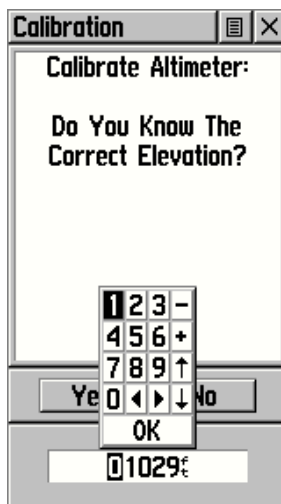 Calibration
Calibrate Altimeter:
Do You Know The
Correct Elevation?
1 2 3 -
4 5 6 +
7 8 9 ↑
0 ◄ ► ↓
OK
Ye
No
01029ft